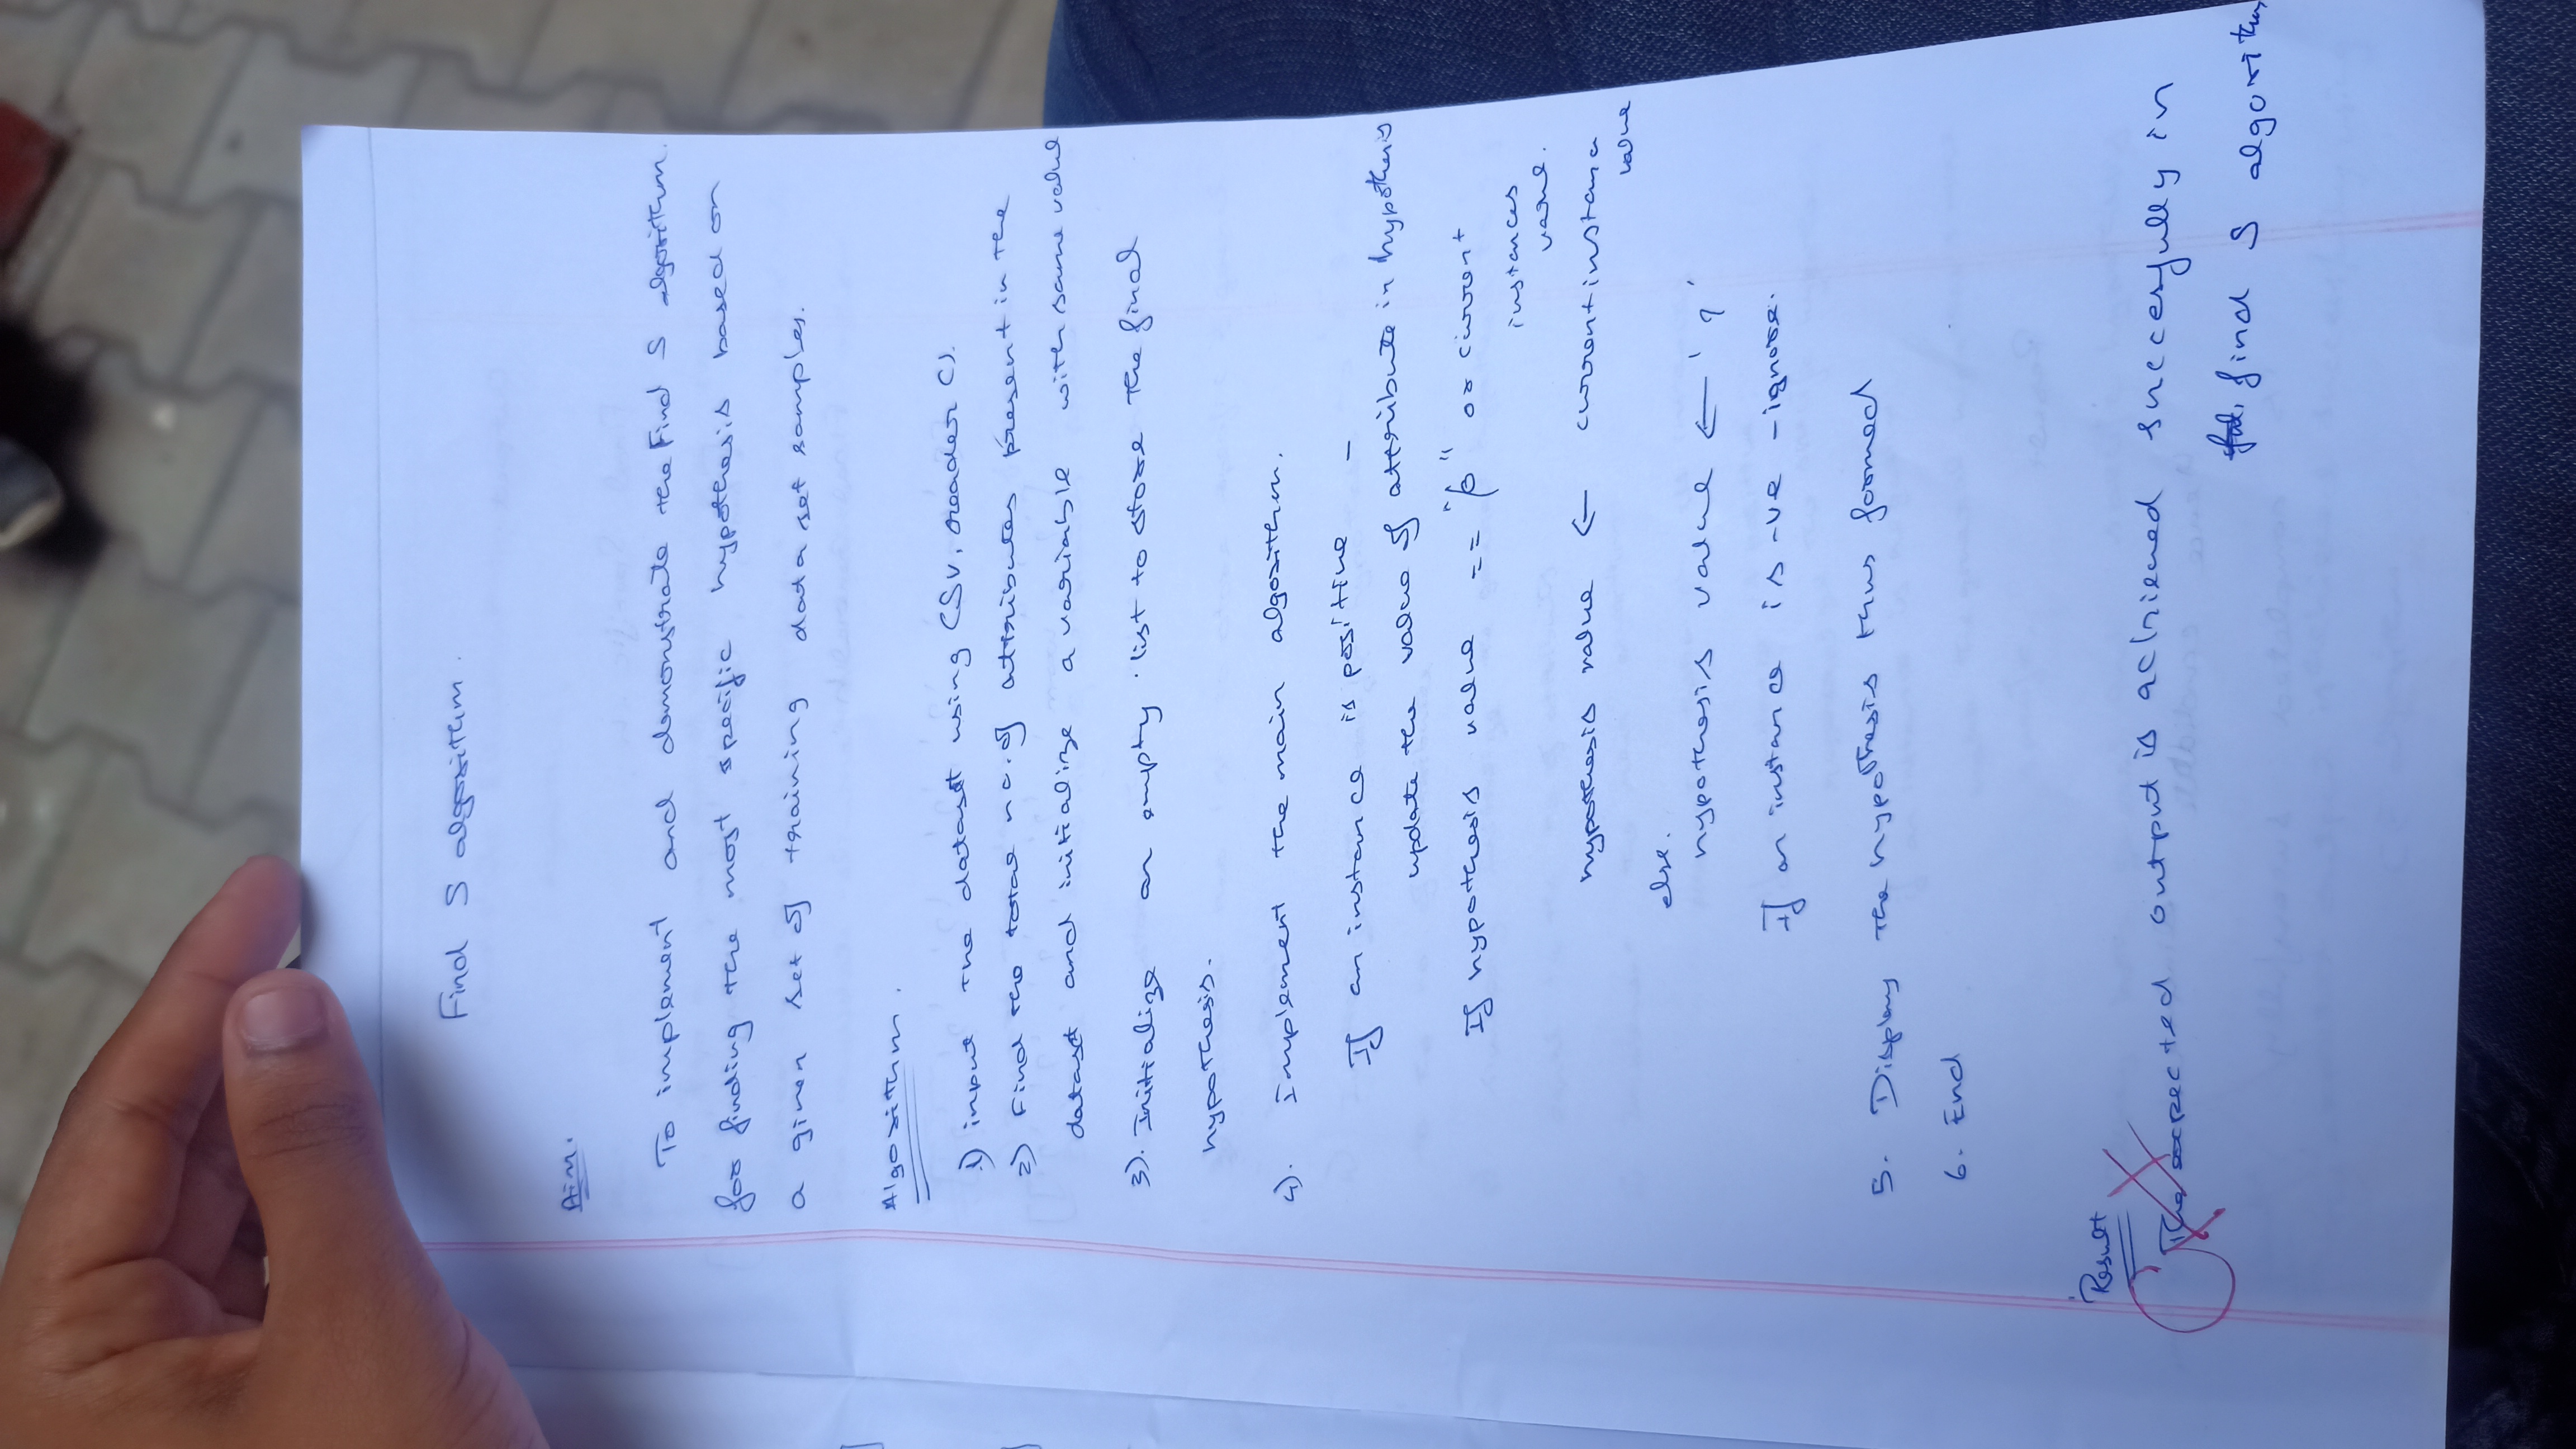 Find S algorithm.
Aim.
To implement and demonstrate the Find S algorithm.
for finding the most specific hypothesis based on
a given set of training data set samples.
Algorithm.
1) input the dataset using CSV. reader ().
2) Find the total no. of attributes present in the
dataset and initialize a variable with same value
3). Initialize an empty list to store the final
hypothesis.
4). Implement the main algorithm.
If an instance is positive -
update the value of attribute in hypothesis
If hypothesis value == "ϕ" or current
instances
value.
hypothesis value ← current instance
value
else.
hypothesis value ← '?'
If an instance is -ve - ignore.
5. Display the hypothesis thus formed
6. End
Result
The expected output is achieved succesfully in
find S algorithm